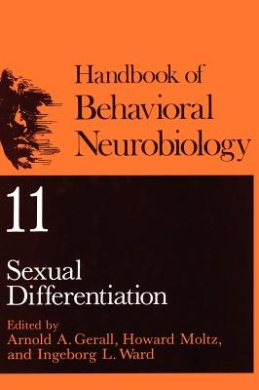 Handbook of
Behavioral
Neurobiology
11
Sexual
Differentiation
Edited by
Arnold A. Gerall, Howard Moltz,
and Ingeborg L. Ward